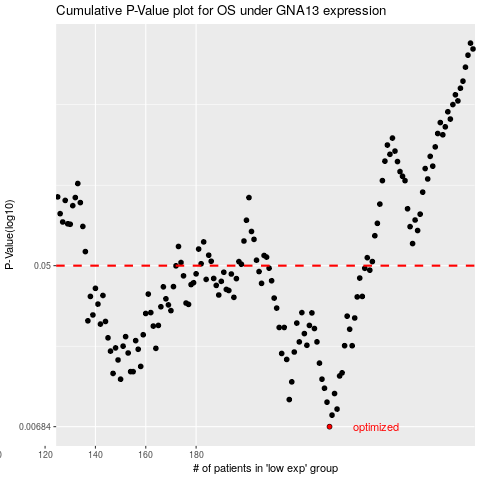 Cumulative P-Value plot for OS under GNA13 expression
P-Value(log10)
0.05
0.00684
optimized
0 120 140 160 180
# of patients in 'low exp' group